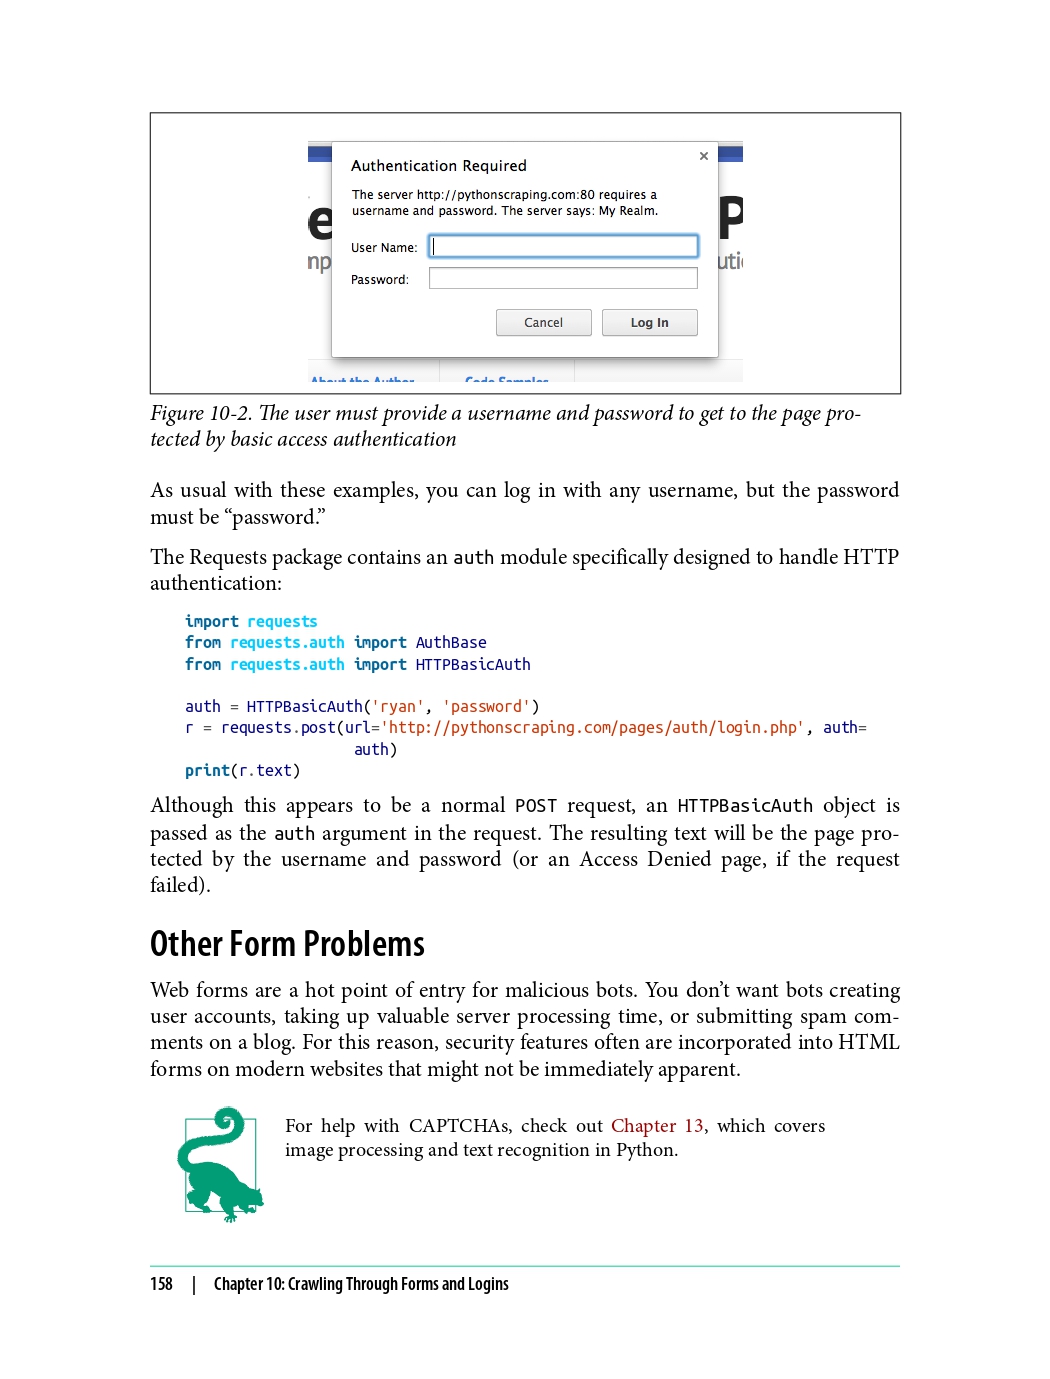 Authentication Required
The server http://pythonscraping.com:80 requires a
username and password. The server says: My Realm.
User Name:
Password:
Cancel
Log In
About the Author
Code Samples
Figure 10-2. The user must provide a username and password to get to the page pro-
tected by basic access authentication
As usual with these examples, you can log in with any username, but the password
must be “password.”
The Requests package contains an auth module specifically designed to handle HTTP
authentication:
import requests
from requests.auth import AuthBase
from requests.auth import HTTPBasicAuth
auth = HTTPBasicAuth('ryan', 'password')
r = requests.post(url='http://pythonscraping.com/pages/auth/login.php', auth=
auth)
print(r.text)
Although this appears to be a normal POST request, an HTTPBasicAuth object is
passed as the auth argument in the request. The resulting text will be the page pro-
tected by the username and password (or an Access Denied page, if the request
failed).
Other Form Problems
Web forms are a hot point of entry for malicious bots. You don’t want bots creating
user accounts, taking up valuable server processing time, or submitting spam com-
ments on a blog. For this reason, security features often are incorporated into HTML
forms on modern websites that might not be immediately apparent.
For help with CAPTCHAs, check out Chapter 13, which covers
image processing and text recognition in Python.
158 | Chapter 10: Crawling Through Forms and Logins